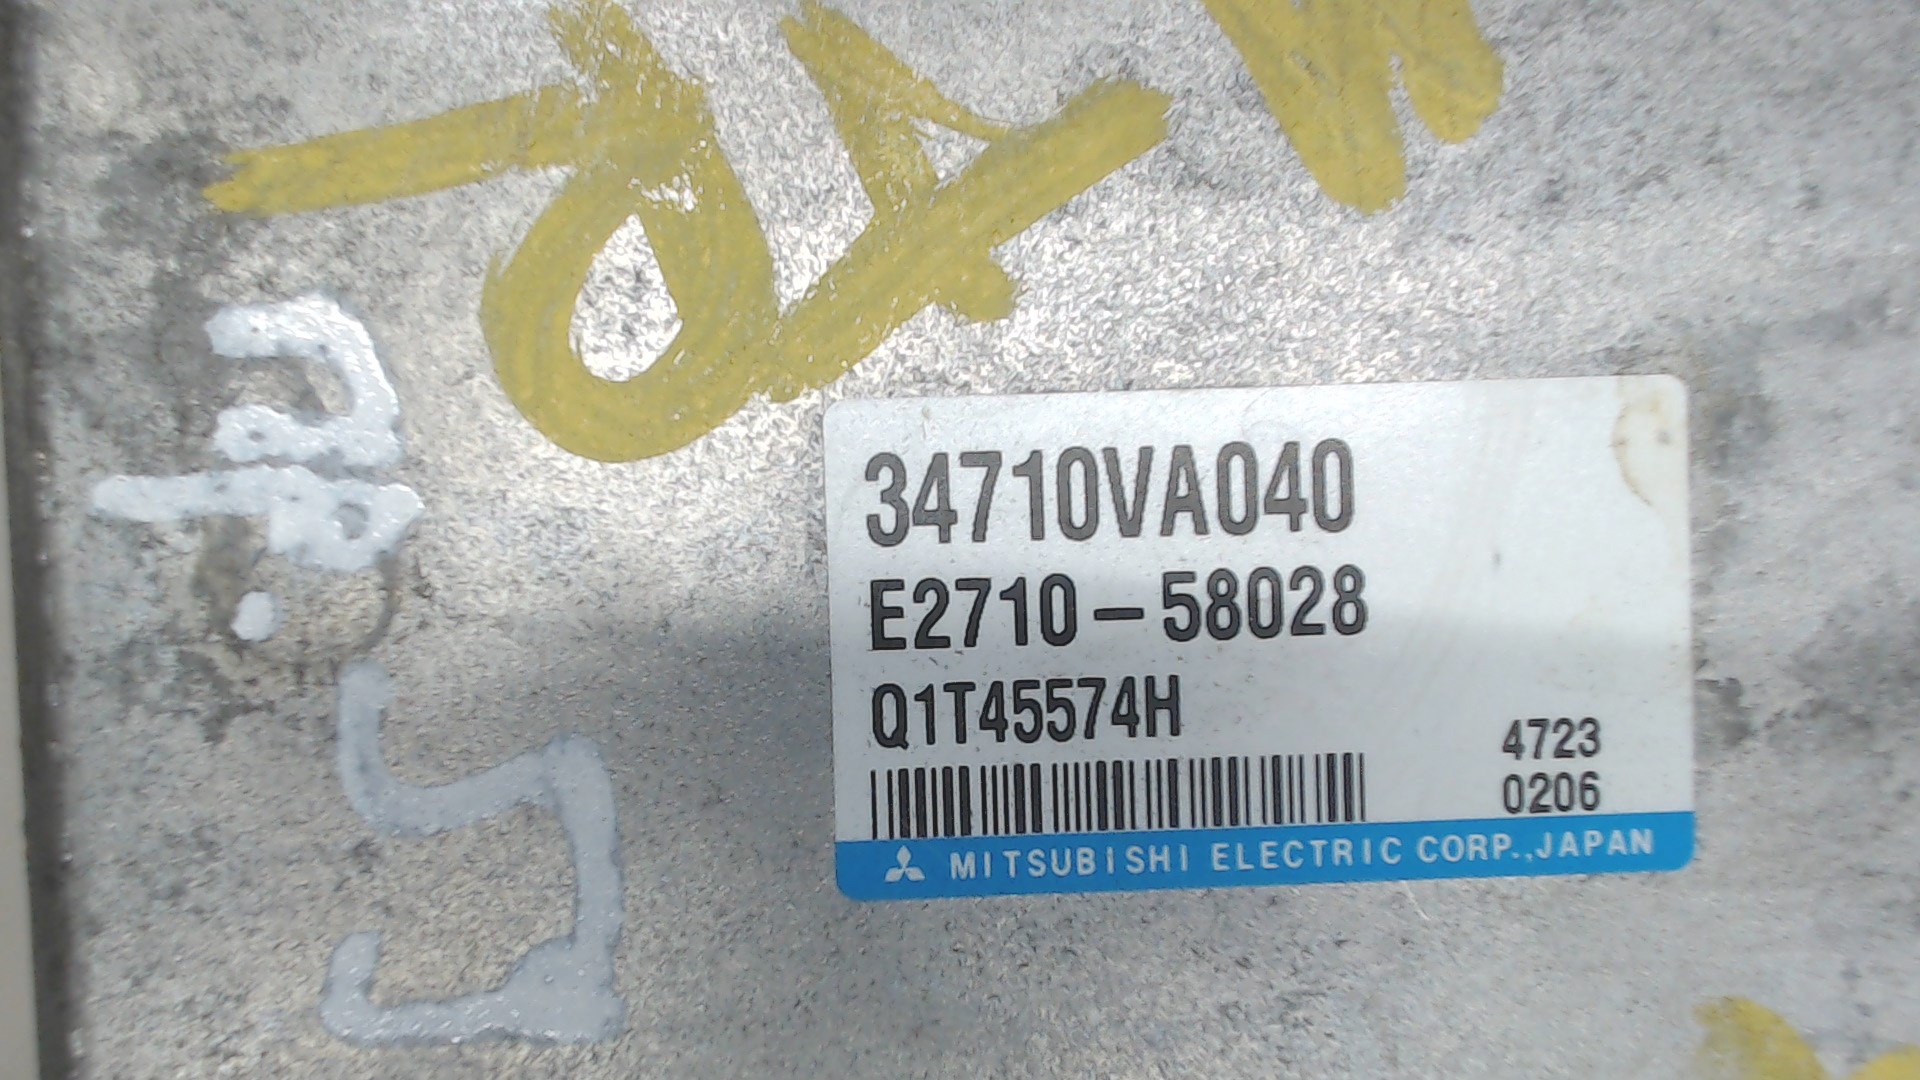 34710VA040
E2710-58028
Q1T45574H
4723
0206
MITSUBISHI ELECTRIC CORP.,JAPAN